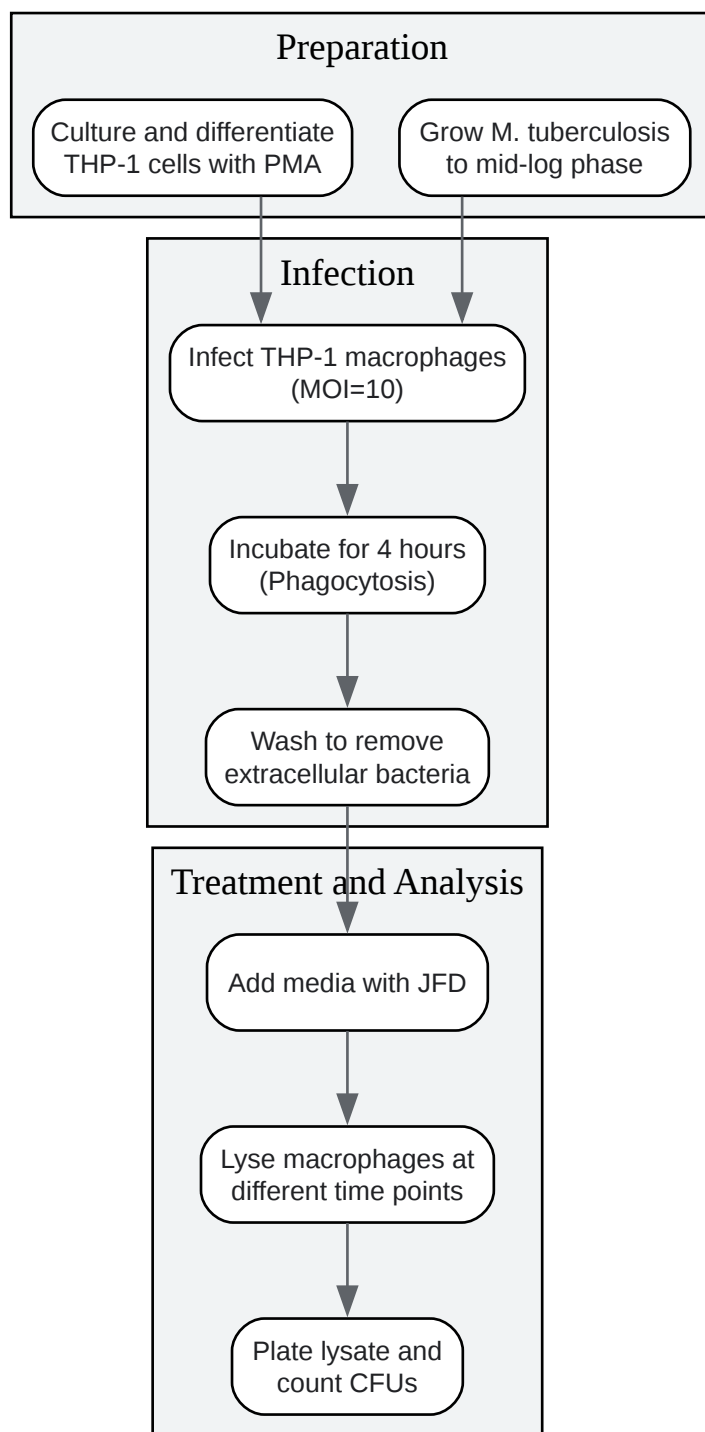 Preparation
Culture and differentiate
THP-1 cells with PMA
Grow M. tuberculosis
to mid-log phase
Infection
Infect THP-1 macrophages
(MOI=10)
Incubate for 4 hours
(Phagocytosis)
Wash to remove
extracellular bacteria
Treatment and Analysis
Add media with JFD
Lyse macrophages at
different time points
Plate lysate and
count CFUs